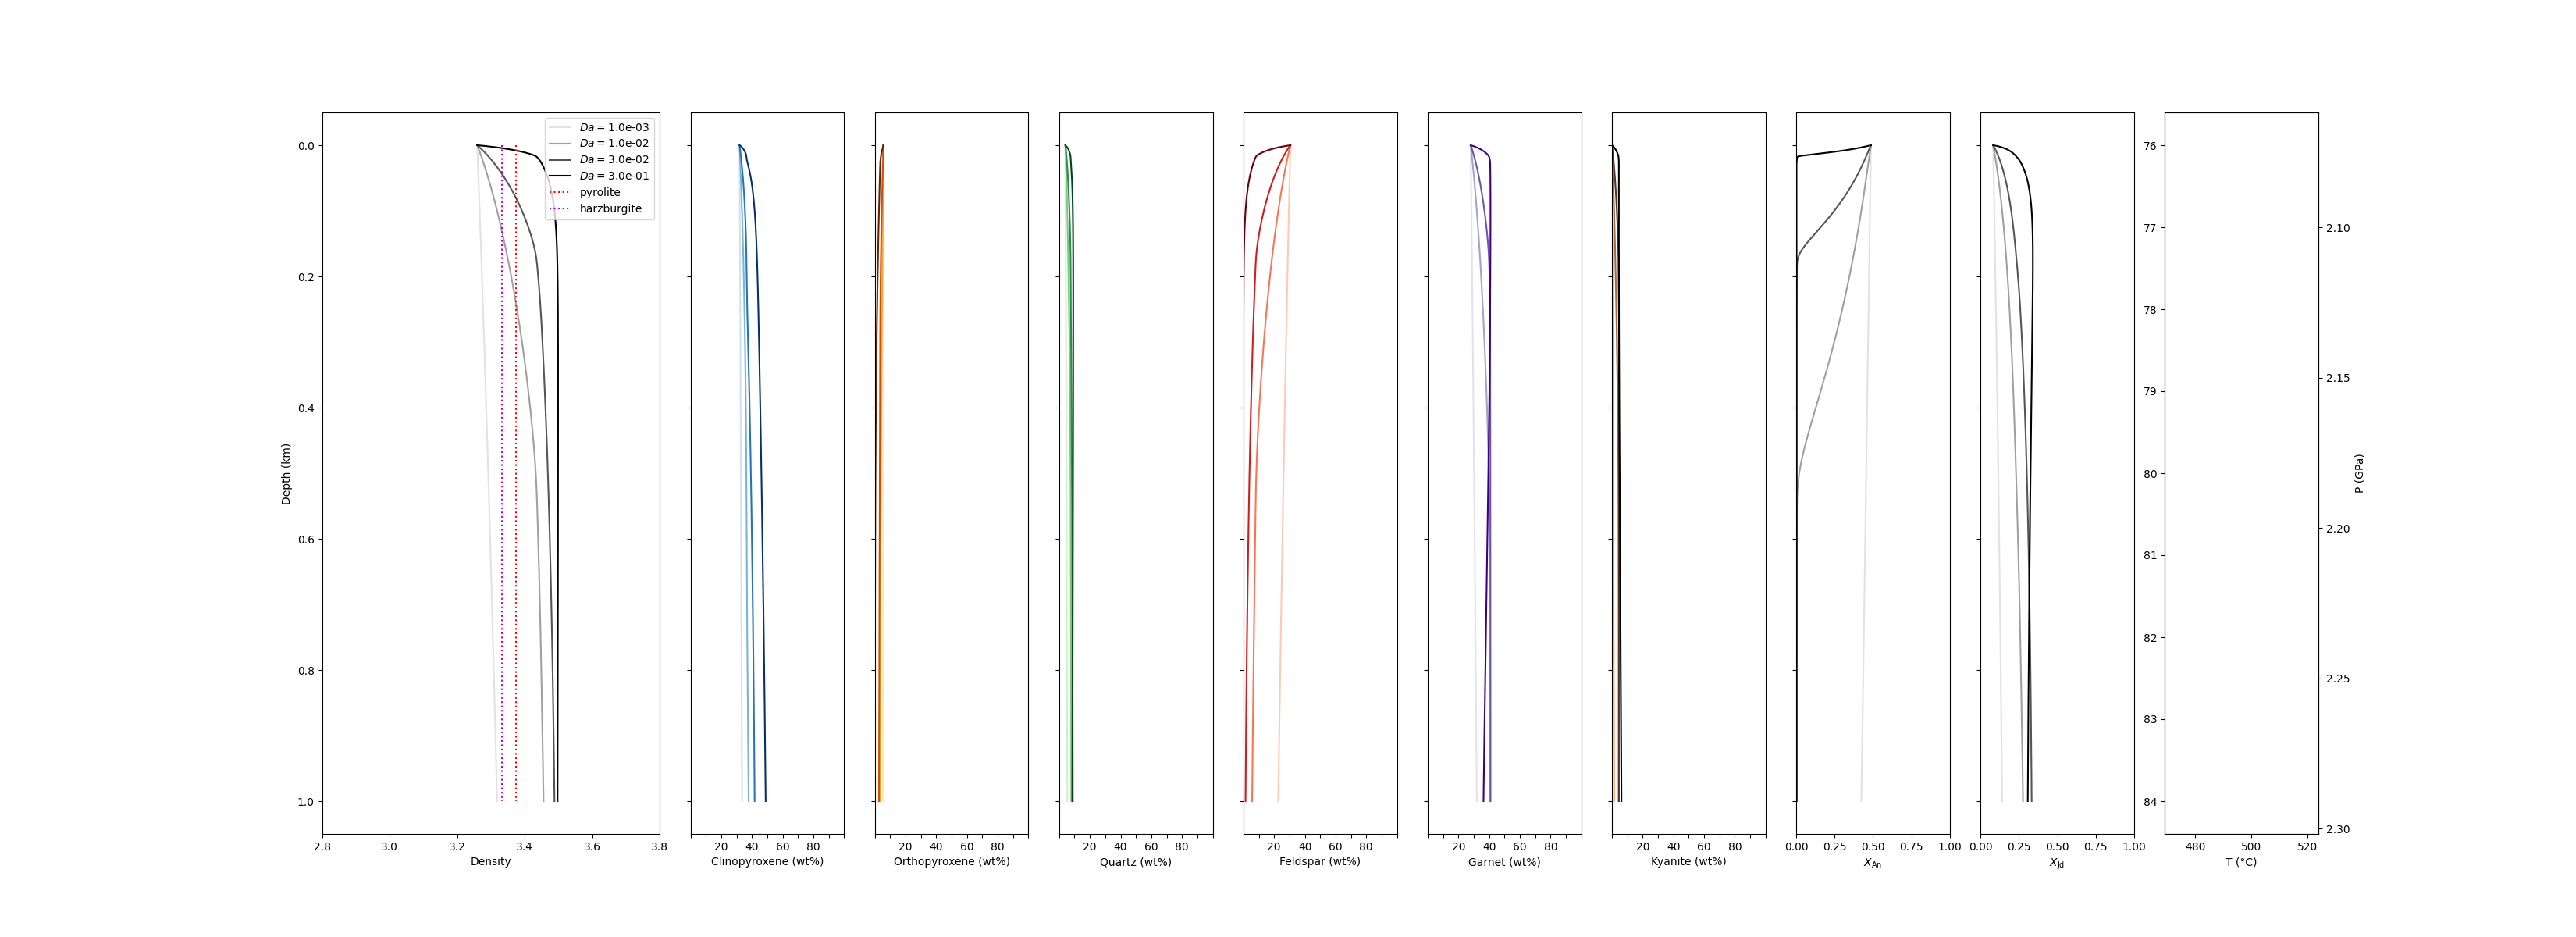 Da = 1.0e-03
Da = 1.0e-02
Da = 3.0e-02
Da = 3.0e-01
pyrolite
harzburgite
0.0
0.2
0.4
0.6
0.8
1.0
Depth (km)
2.8 3.0 3.2 3.4 3.6 3.8
Density
20 40 60 80
Clinopyroxene (wt%)
20 40 60 80
Orthopyroxene (wt%)
20 40 60 80
Quartz (wt%)
20 40 60 80
Feldspar (wt%)
20 40 60 80
Garnet (wt%)
20 40 60 80
Kyanite (wt%)
0.00 0.25 0.50 0.75 1.00
XAn
0.00 0.25 0.50 0.75 1.00
XJd
76
77
78
79
80
81
82
83
84
480 500 520
T (°C)
2.10
2.15
2.20
2.25
2.30
P (GPa)